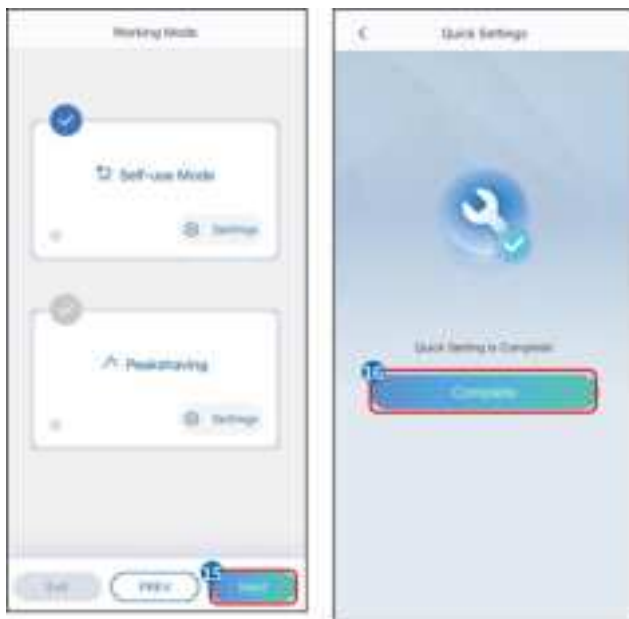 Working Mode
Self-use Mode
Settings
Peakshaving
Settings
PREV
15
Quick Settings
Quick Setting is Complete
16
Complete